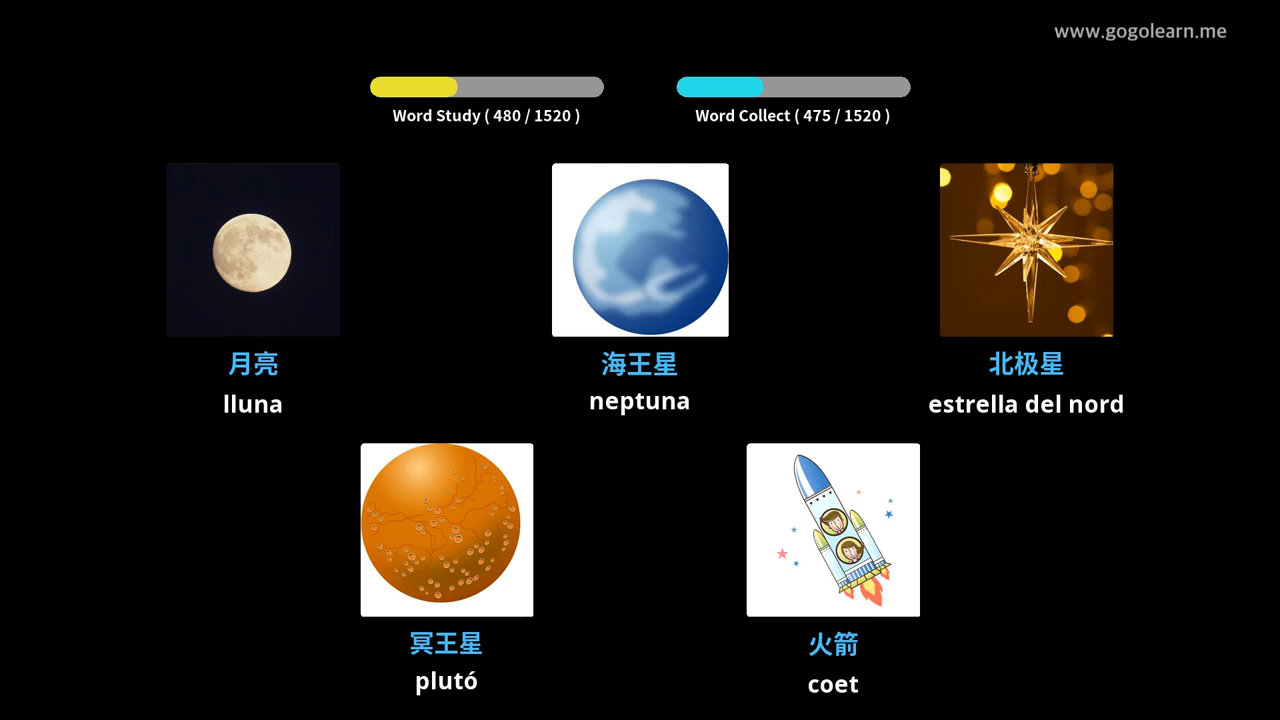 www.gogolearn.me
Word Study ( 480 / 1520 )
Word Collect ( 475 / 1520 )
月亮
海王星
北极星
lluna
neptuna
estrella del nord
冥王星
火箭
plutó
coet